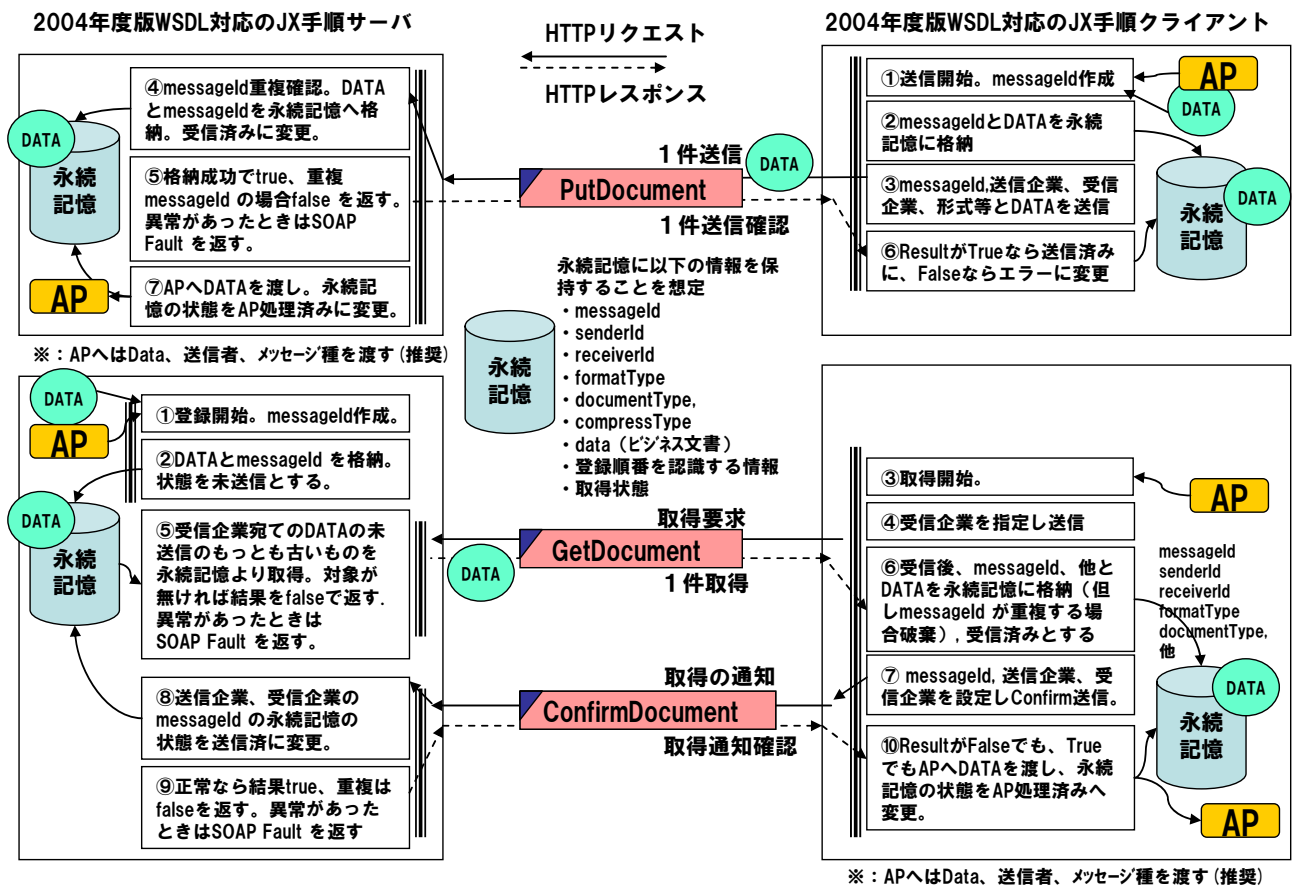 2004年度版WSDL対応のJX手順サーバ
HTTPリクエスト
HTTPレスポンス
2004年度版WSDL対応のJX手順クライアント
④messageId重複確認。DATA
とmessageIdを永続記憶へ格
納。受信済みに変更。
DATA
永続
記憶
⑤格納成功でtrue、重複
messageId の場合false を返す。
異常があったときはSOAP
Fault を返す。
AP
⑦APへDATAを渡し。永続記
憶の状態をAP処理済みに変更。
※：APへはData、送信者、メッセージ種を渡す(推奨)
１件送信
DATA
PutDocument
１件送信確認
①送信開始。messageId作成
AP
DATA
②messageIdとDATAを永続
記憶に格納
③messageId,送信企業、受信
企業、形式等とDATAを送信
DATA
永続
記憶
⑥ResultがTrueなら送信済み
に、Falseならエラーに変更
永続記憶に以下の情報を保
持することを想定
・messageId
・senderId
・receiverId
・formatType
・documentType,
・compressType
・data（ビジネス文書）
・登録順番を認識する情報
・取得状態
永続
記憶
DATA
AP
①登録開始。messageId作成。
②DATAとmessageId を格納。
状態を未送信とする。
DATA
永続
記憶
⑤受信企業宛てのDATAの未
送信のもっとも古いものを
永続記憶より取得。対象が
無ければ結果をfalseで返す.
異常があったときは
SOAP Fault を返す。
⑧送信企業、受信企業の
messageId の永続記憶の
状態を送信済に変更。
⑨正常なら結果true、重複は
falseを返す。異常があった
ときはSOAP Fault を返す
取得要求
GetDocument
DATA
１件取得
取得の通知
ConfirmDocument
取得通知確認
③取得開始。
AP
④受信企業を指定し送信
⑥受信後、messageId、他と
DATAを永続記憶に格納（但
しmessageId が重複する場
合破棄）,受信済みとする
messageId
senderId
receiverId
formatType
documentType,
他
⑦ messageId, 送信企業、受
信企業を設定しConfirm送信。
DATA
永続
記憶
⑩ResultがFalseでも、True
でもAPへDATAを渡し、永続
記憶の状態をAP処理済みへ
変更。
AP
※：APへはData、送信者、メッセージ種を渡す(推奨)